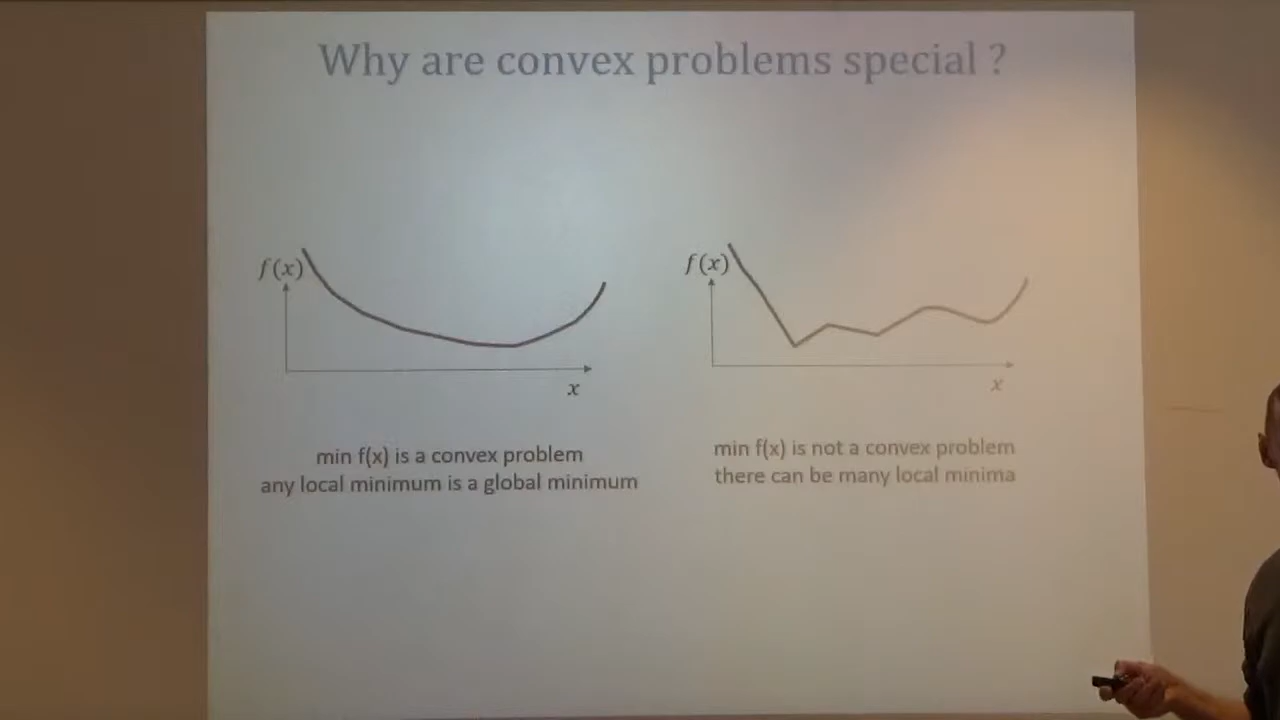 Why are convex problems special ?
f(x)
x
min f(x) is a convex problem
any local minimum is a global minimum
f(x)
x
min f(x) is not a convex problem
there can be many local minima